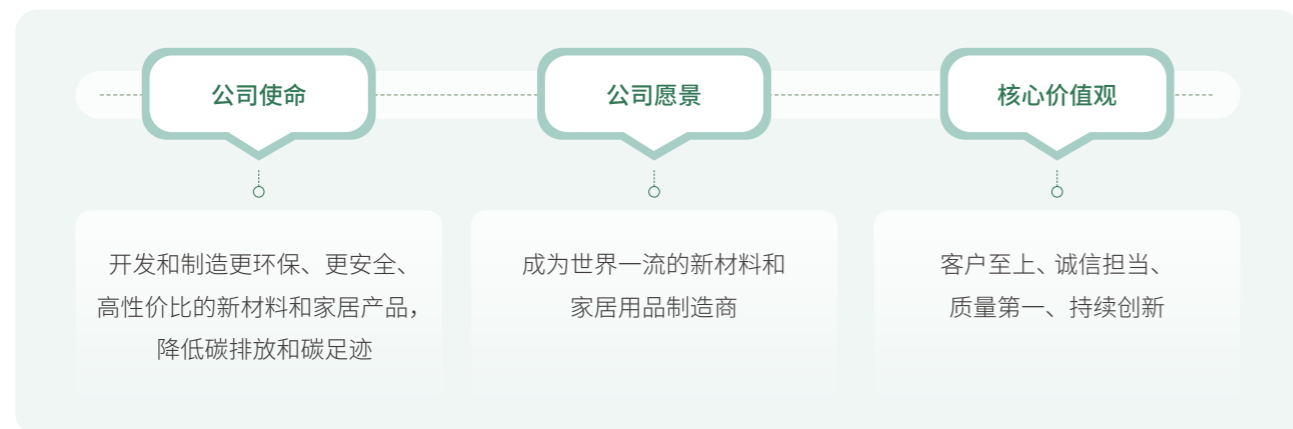 公司使命
公司愿景
核心价值观
开发和制造更环保、更安全、
高性价比的新材料和家居产品，
降低碳排放和碳足迹
成为世界一流的新材料和
家居用品制造商
客户至上、诚信担当、
质量第一、持续创新